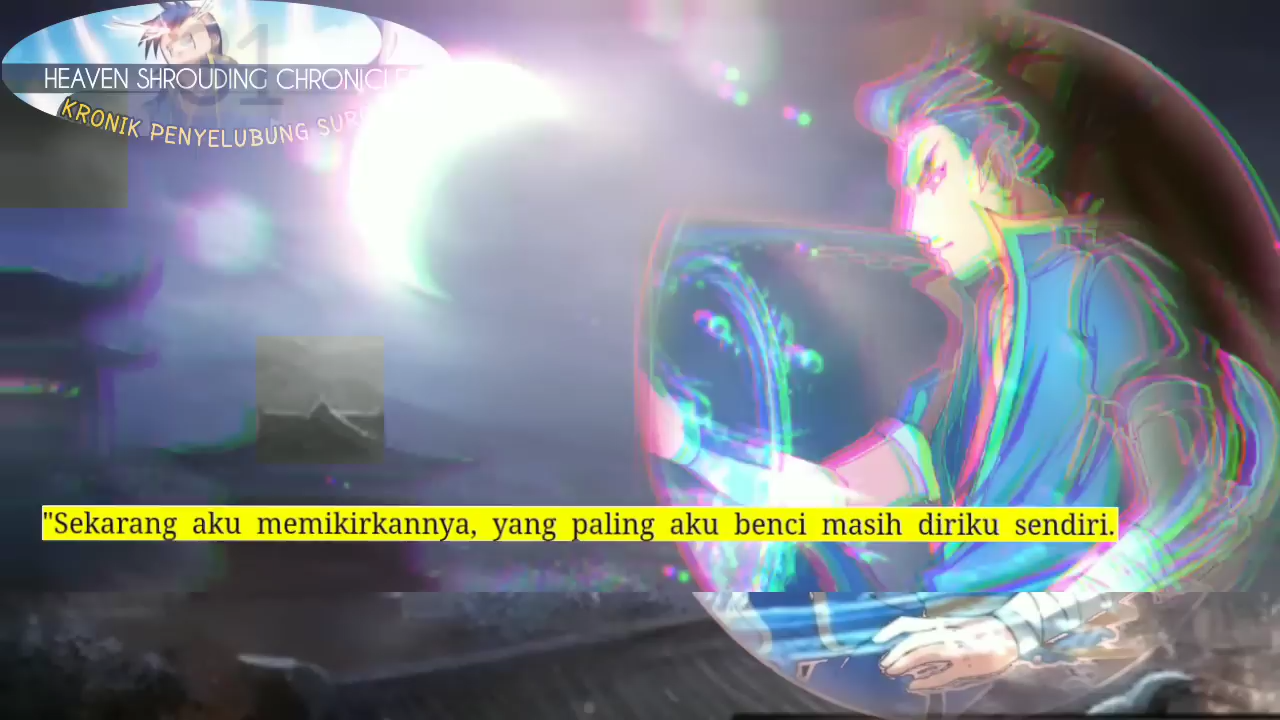 HEAVEN SHROUDING CHRONICLE
KRONIK PENYELUBUNG
"Sekarang aku memikirkannya, yang paling aku benci masih diriku sendiri.